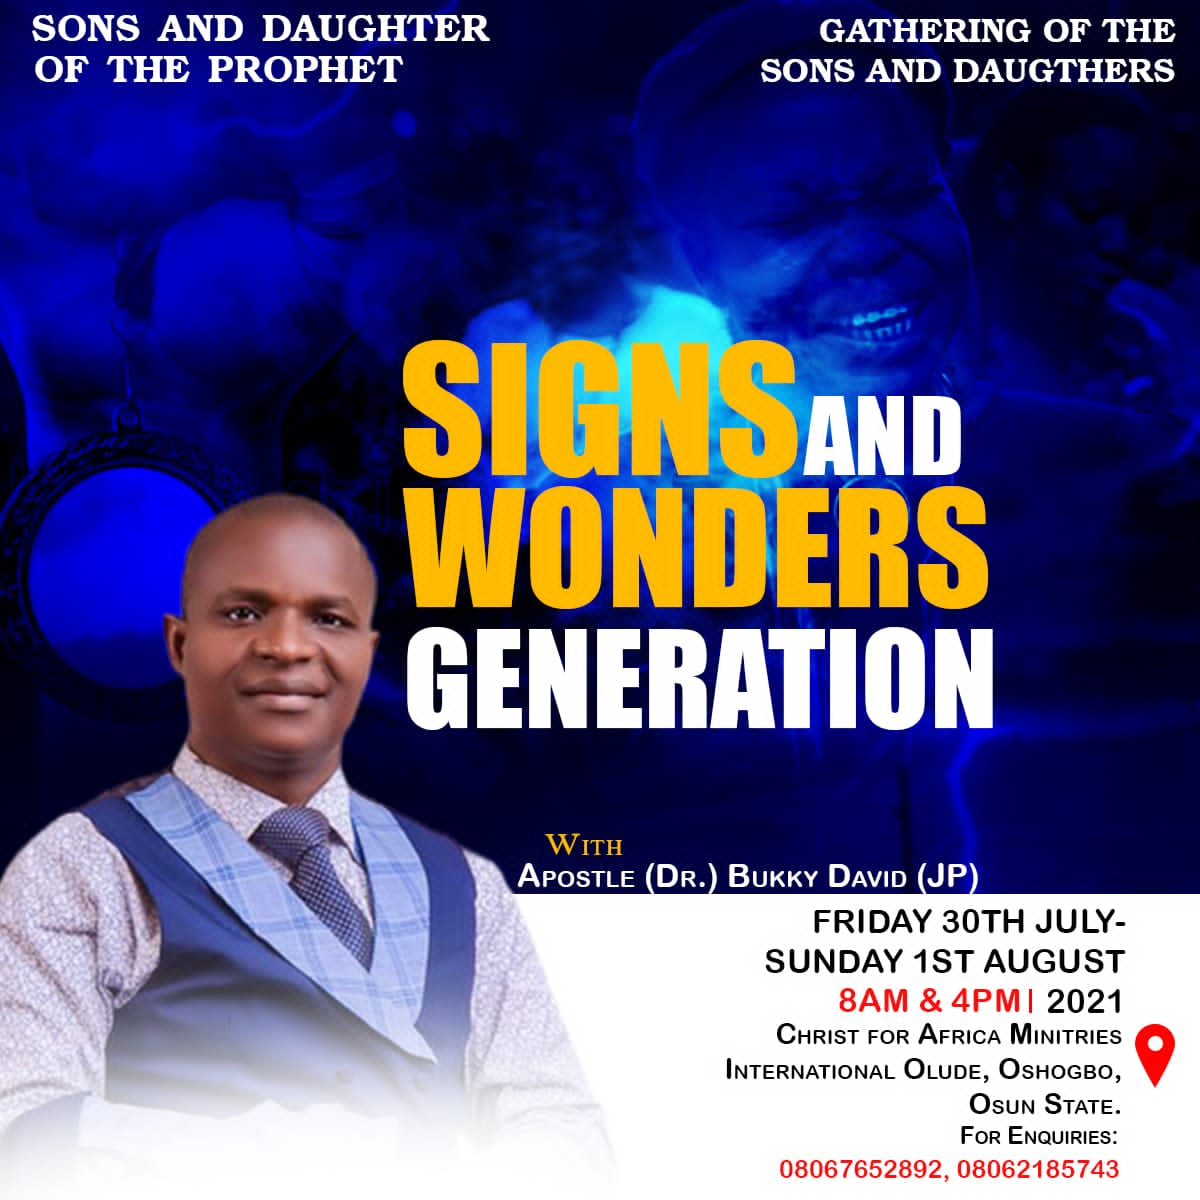 SONS AND DAUGHTER
OF THE PROPHET
GATHERING OF THE
SONS AND DAUGTHERS
SIGNS AND
WONDERS
GENERATION
WITH
APOSTLE (DR.) BUKKY DAVID (JP)
FRIDAY 30TH JULY-
SUNDAY 1ST AUGUST
8AM & 4PM| 2021
CHRIST FOR AFRICA MINITRIES
INTERNATIONAL OLUDE, OSHOGBO,
OSUN STATE.
FOR ENQUIRIES:
08067652892, 08062185743